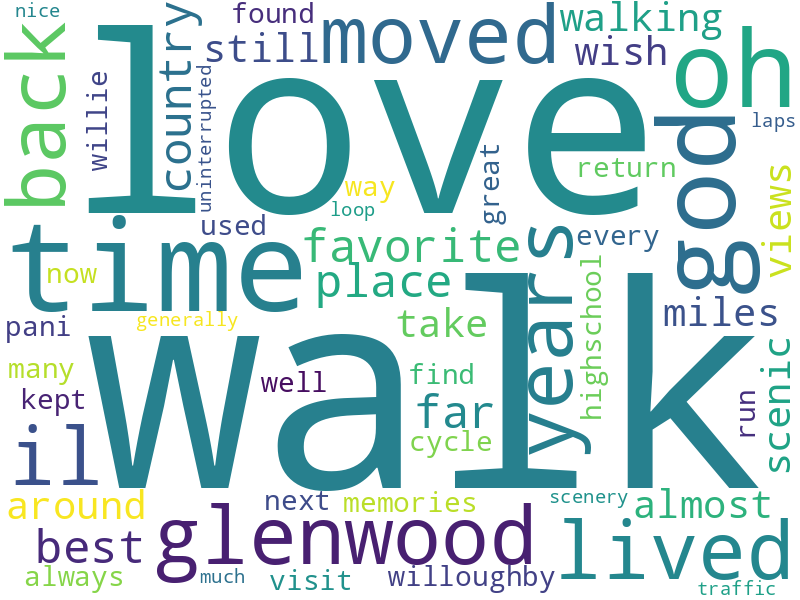 nice
found
walking
still
moved
wish
oh
back
willie
country
uninterrupted
love
god
laps
great
way
loop
return
used
time
now
favorite
place
years
every
views
highschool
miles
pani
generally
take
many
kept
well
walk
find
far
cycle
run
scenic
il
around
next
memories
scenery
almost
best
glenwood
lived
always
much
visit
willoughby
traffic